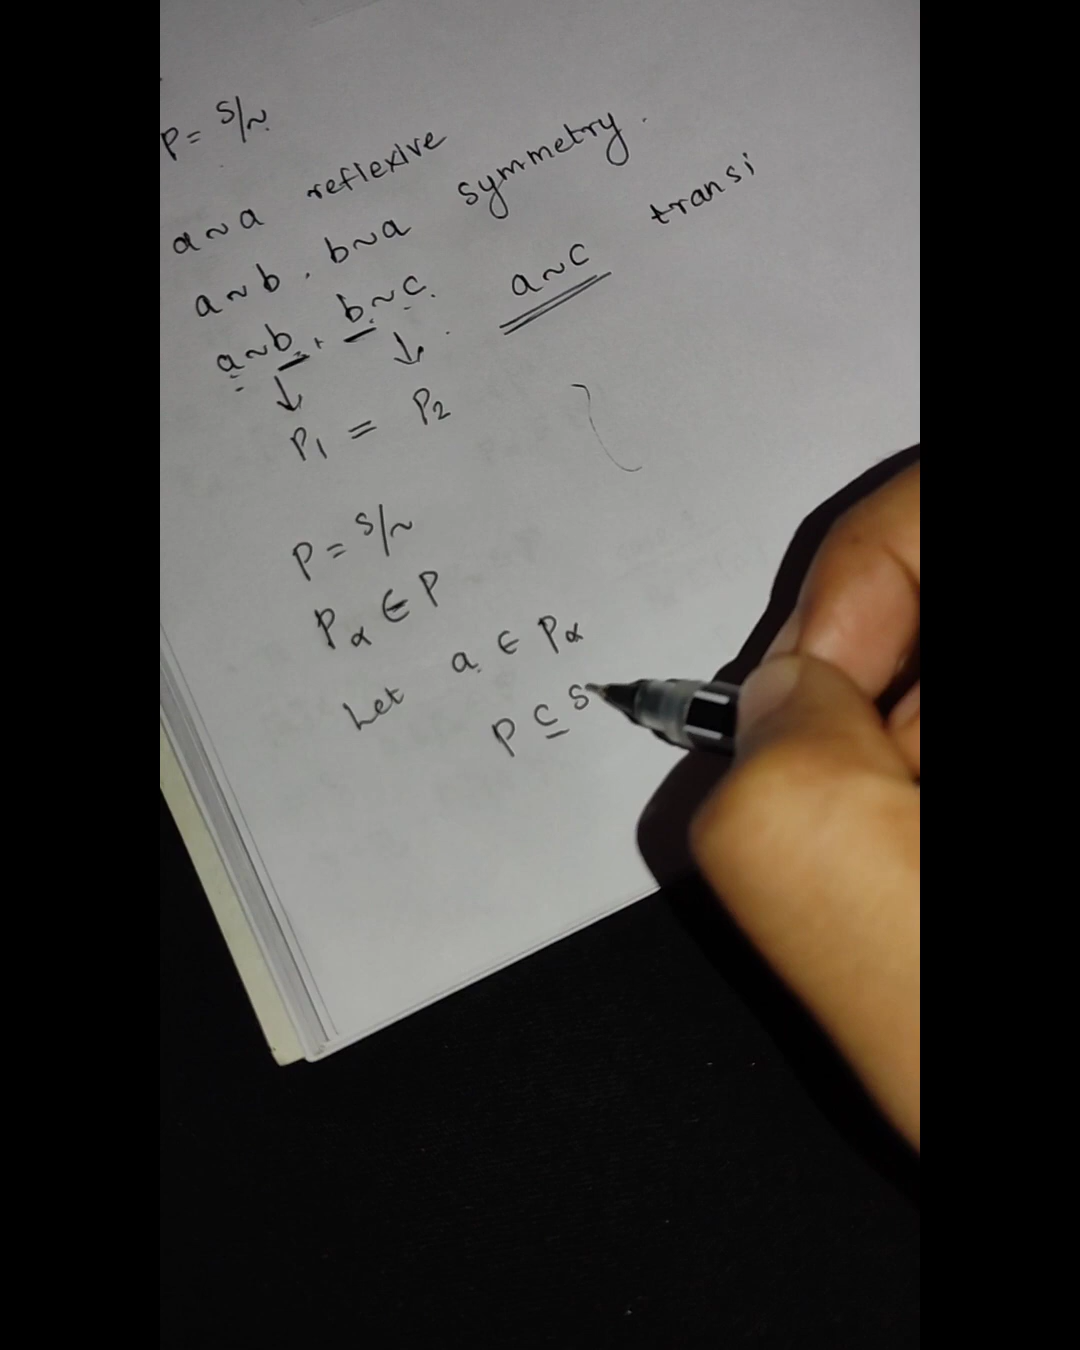 P = S/~
a~a reflexive
a~b, b~a symmetry.
a~b, b~c. a~c transi
↓ ↓
P₁ = P₂
P = S/~
Pα ∈ P
Let a ∈ Pα
P ⊆ S